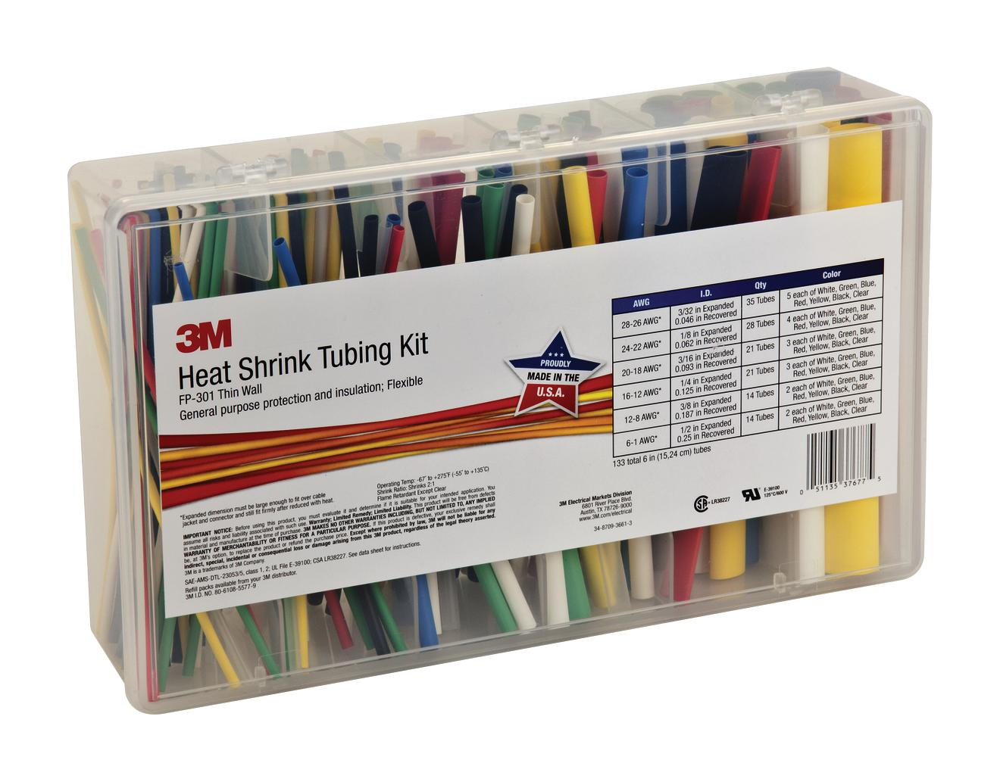 3M
Heat Shrink Tubing Kit
FP-301 Thin Wall
General purpose protection and insulation; Flexible
★★★
PROUDLY
MADE IN THE
U.S.A.
AWG I.D. Qty Color
28-26 AWG* 3/32 in Expanded 0.046 in Recovered 35 Tubes 5 each of White, Green, Blue, Red, Yellow, Black, Clear
24-22 AWG* 1/8 in Expanded 0.062 in Recovered 28 Tubes 4 each of White, Green, Blue, Red, Yellow, Black, Clear
20-18 AWG* 3/16 in Expanded 0.093 in Recovered 21 Tubes 3 each of White, Green, Blue, Red, Yellow, Black, Clear
16-12 AWG* 1/4 in Expanded 0.125 in Recovered 21 Tubes 3 each of White, Green, Blue, Red, Yellow, Black, Clear
12-8 AWG* 3/8 in Expanded 0.187 in Recovered 14 Tubes 2 each of White, Green, Blue, Red, Yellow, Black, Clear
6-1 AWG* 1/2 in Expanded 0.25 in Recovered 14 Tubes 2 each of White, Green, Blue, Red, Yellow, Black, Clear
133 total 6 in (15,24 cm) tubes
*Expanded dimension must be large enough to fit over cable
jacket and connector and still fit firmly after reduced with heat.
Operating Temp: -67˚ to +275˚F (-55˚ to +135˚C)
Shrink Ratio: Shrinks 2:1
Flame Retardant Except Clear
IMPORTANT NOTICE: Before using this product, you must evaluate it and determine if it is suitable for your intended application. You
assume all risks and liability associated with such use. Warranty; Limited Remedy; Limited Liability. This product will be free from defects
in material and manufacture at the time of purchase. 3M MAKES NO OTHER WARRANTIES INCLUDING, BUT NOT LIMITED TO, ANY IMPLIED
WARRANTY OF MERCHANTABILITY OR FITNESS FOR A PARTICULAR PURPOSE. If this product is defective, your exclusive remedy shall
be, at 3M's option, to replace the product or refund the purchase price. Except where prohibited by law, 3M will not be liable for any
indirect, special, incidental or consequential loss or damage arising from this 3M product, regardless of the legal theory asserted.
3M is a trademarks of 3M Company.
SAE-AMS-DTL-23053/5, class 1, 2; UL File E-39100; CSA LR38227. See data sheet for instructions.
Refill packs available from your 3M distributor.
3M I.D. NO. 80-6108-5577-9
3M Electrical Markets Division
6801 River Place Blvd.
Austin, TX 78726-9000
www.3M.com/electrical
34-8709-3661-3
LR38227
E-39100
125°C/600 V
0 51135 37677 5